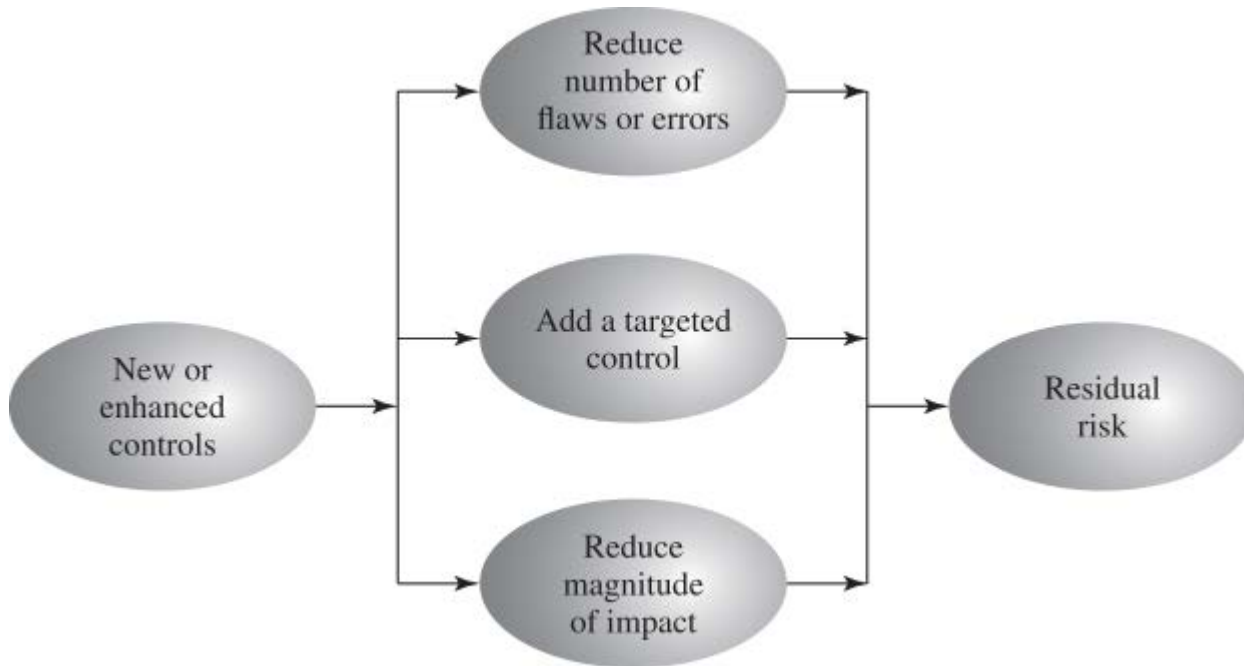 New or
enhanced
controls
Reduce
number of
flaws or errors
Add a targeted
control
Reduce
magnitude
of impact
Residual
risk